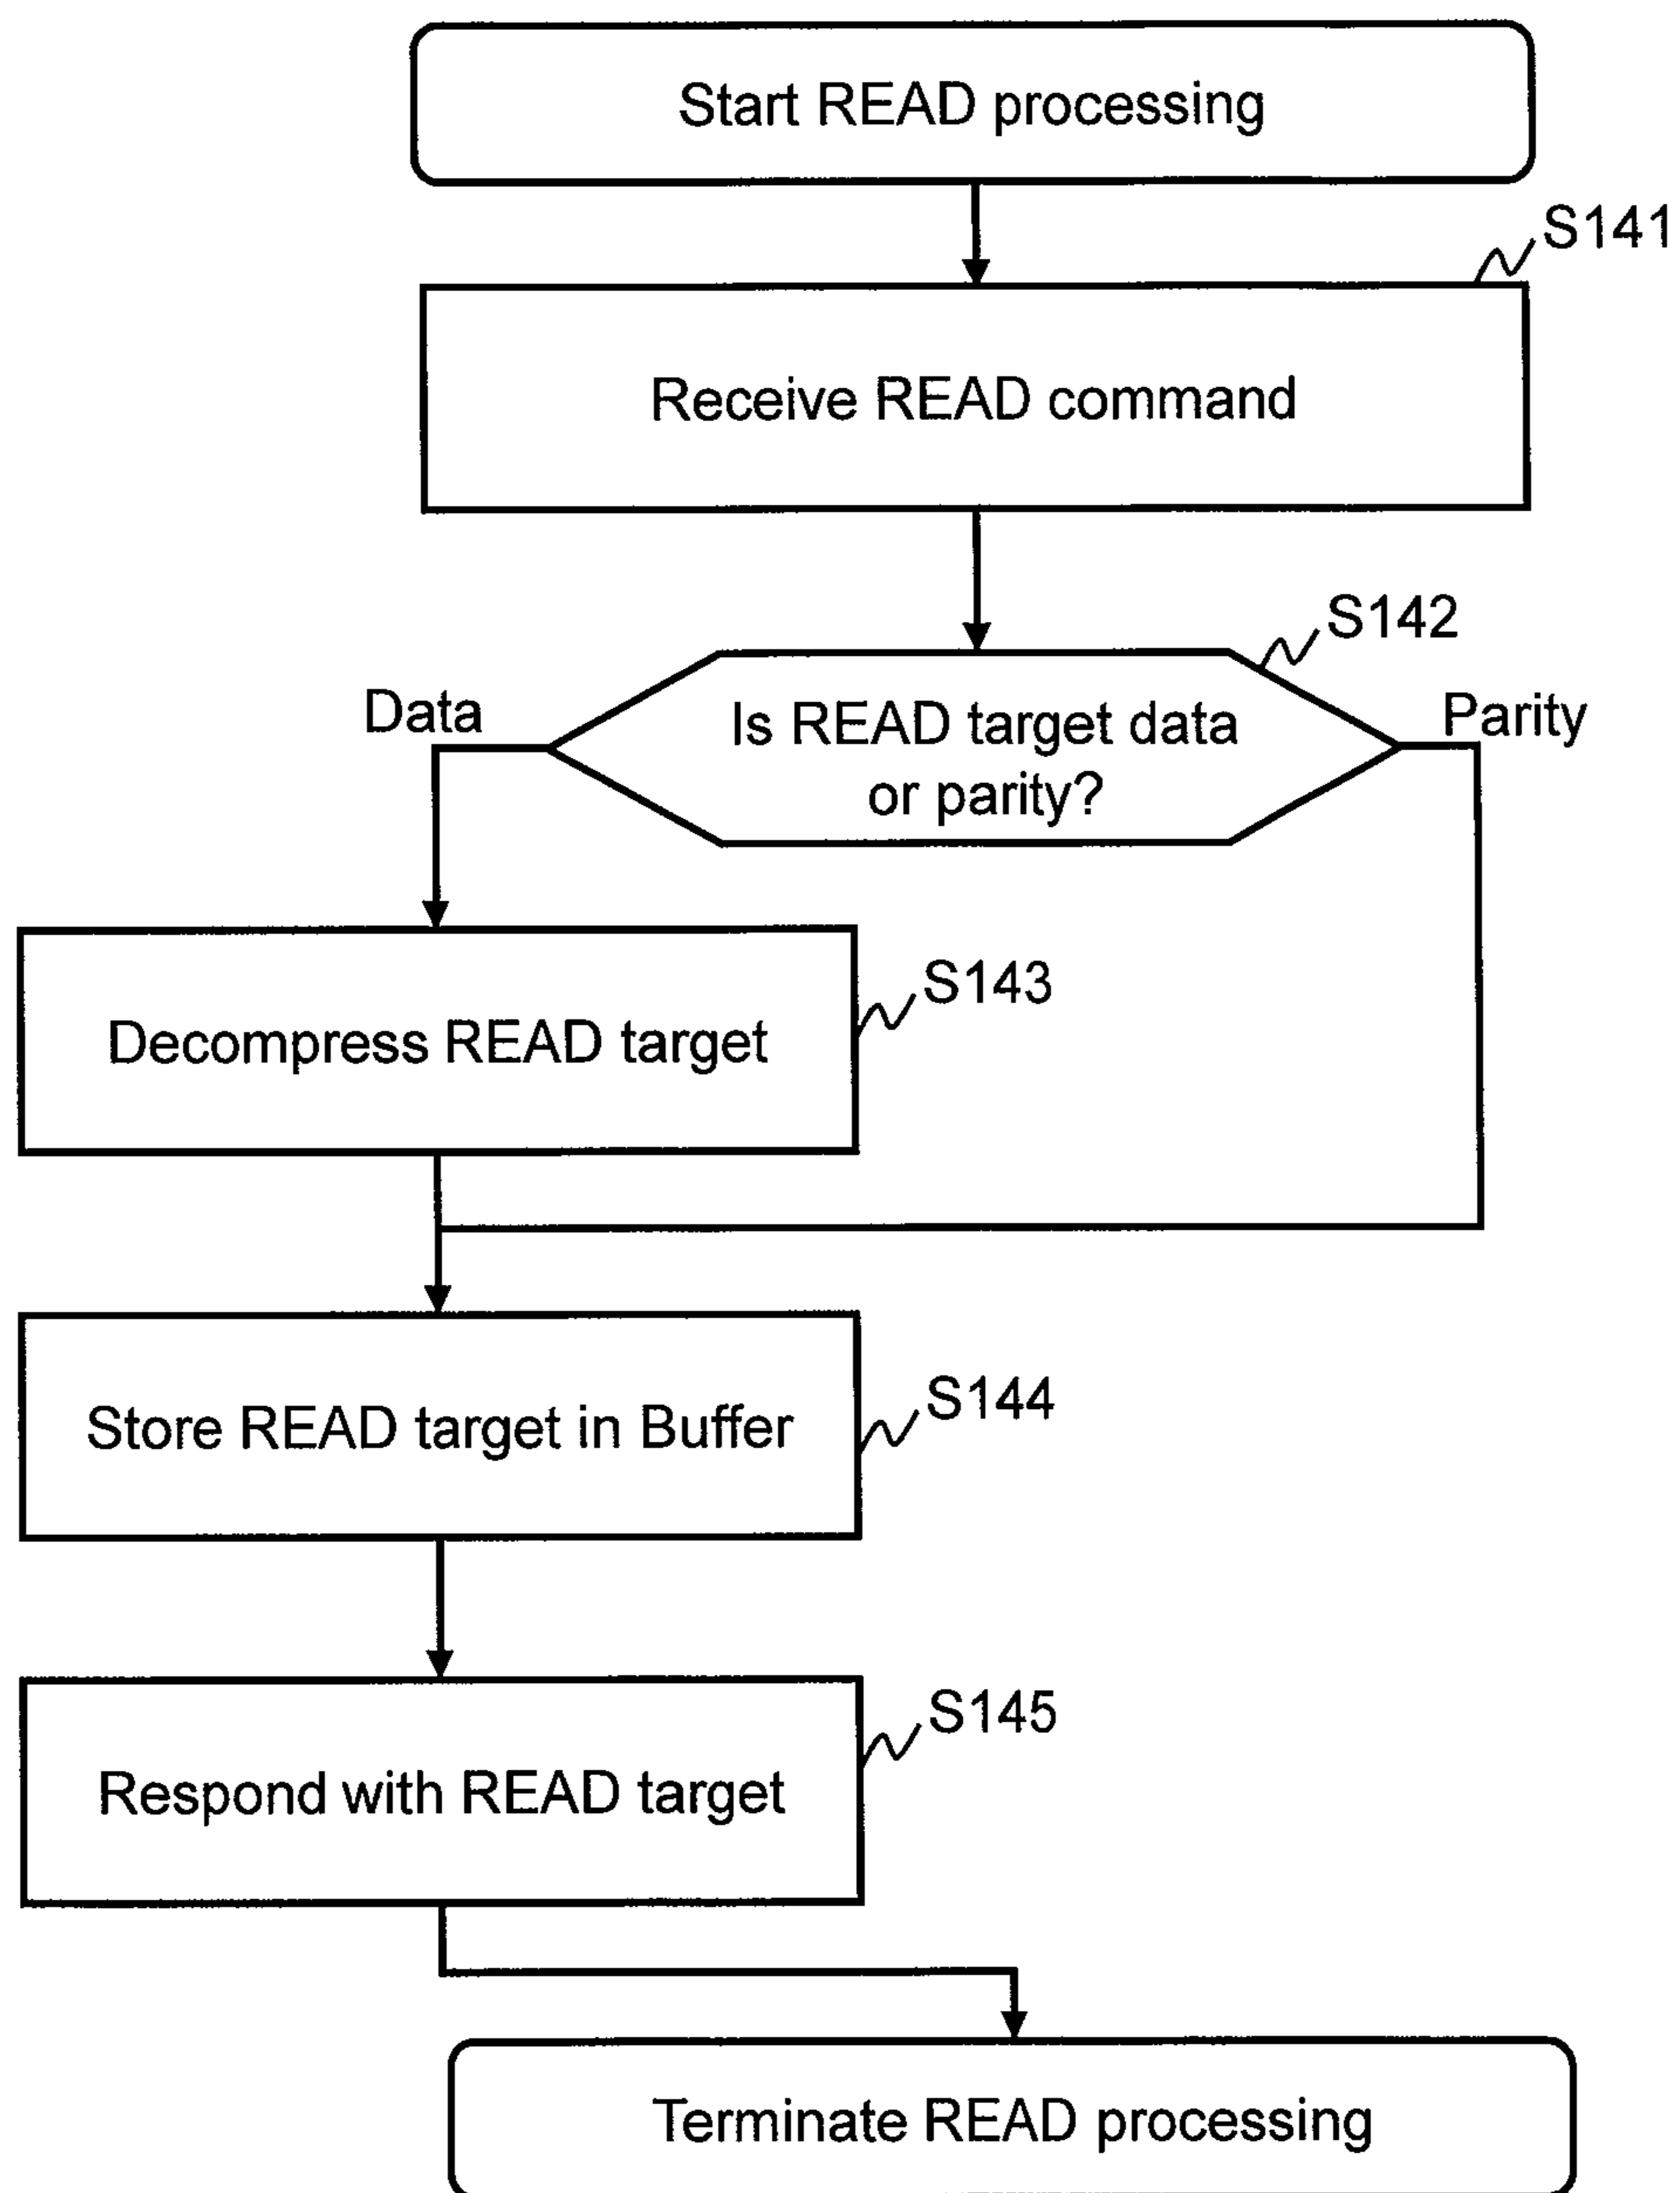 Start READ processing
S141
Receive READ command
S142
Data
Is READ target data
or parity?
Parity
S143
Decompress READ target
S144
Store READ target in Buffer
S145
Respond with READ target
Terminate READ processing